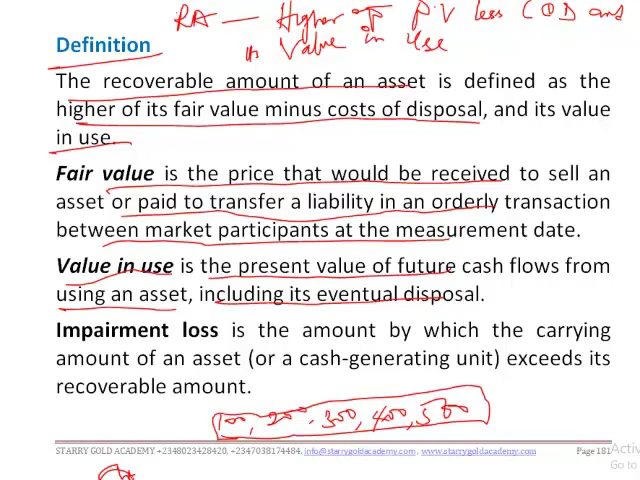 RA — Higher of F.V less COD and
its Value in Use
Definition
The recoverable amount of an asset is defined as the
higher of its fair value minus costs of disposal, and its value
in use.
Fair value is the price that would be received to sell an
asset or paid to transfer a liability in an orderly transaction
between market participants at the measurement date.
Value in use is the present value of future cash flows from
using an asset, including its eventual disposal.
Impairment loss is the amount by which the carrying
amount of an asset (or a cash-generating unit) exceeds its
recoverable amount.
100, 200, 300, 400, 500
STARRY GOLD ACADEMY +2348023428420, +2347038174484, info@starrygoldacademy.com, www.starrygoldacademy.com Page 181
Activ
Go to